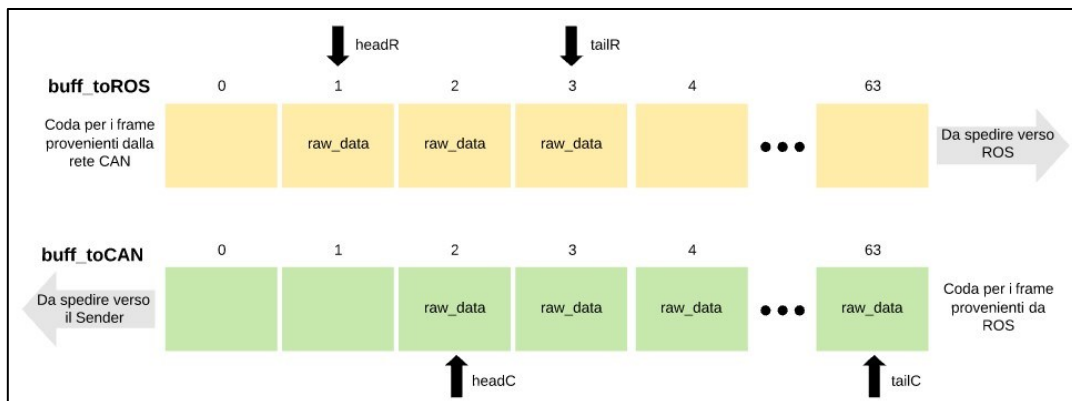 headR
tailR
buff_toROS
0
1
2
3
4
63
Coda per i frame
provenienti dalla
rete CAN
raw_data
raw_data
raw_data
Da spedire verso
ROS
buff_toCAN
0
1
2
3
4
63
Da spedire verso
il Sender
raw_data
raw_data
raw_data
raw_data
Coda per i frame
provenienti da
ROS
headC
tailC